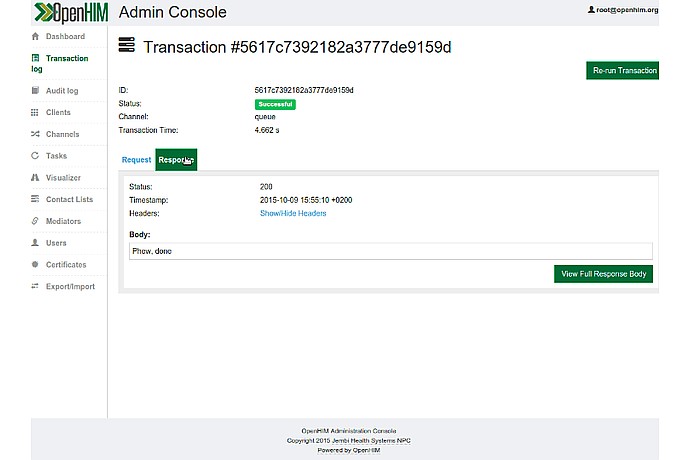 OpenHIM
Admin Console
root@openhim.org
Dashboard
Transaction
log
Audit log
Clients
Channels
Tasks
Visualizer
Contact Lists
Mediators
Users
Certificates
Export/Import
Transaction #5617c7392182a3777de9159d
Re-run Transaction
ID: 5617c7392182a3777de9159d
Status: Successful
Channel: queue
Transaction Time: 4.662 s
Request Response
Status: 200
Timestamp: 2015-10-09 15:55:10 +0200
Headers: Show/Hide Headers
Body:
Phew, done
View Full Response Body
OpenHIM Administration Console
Copyright 2015 Jembi Health Systems NPC
Powered by OpenHIM